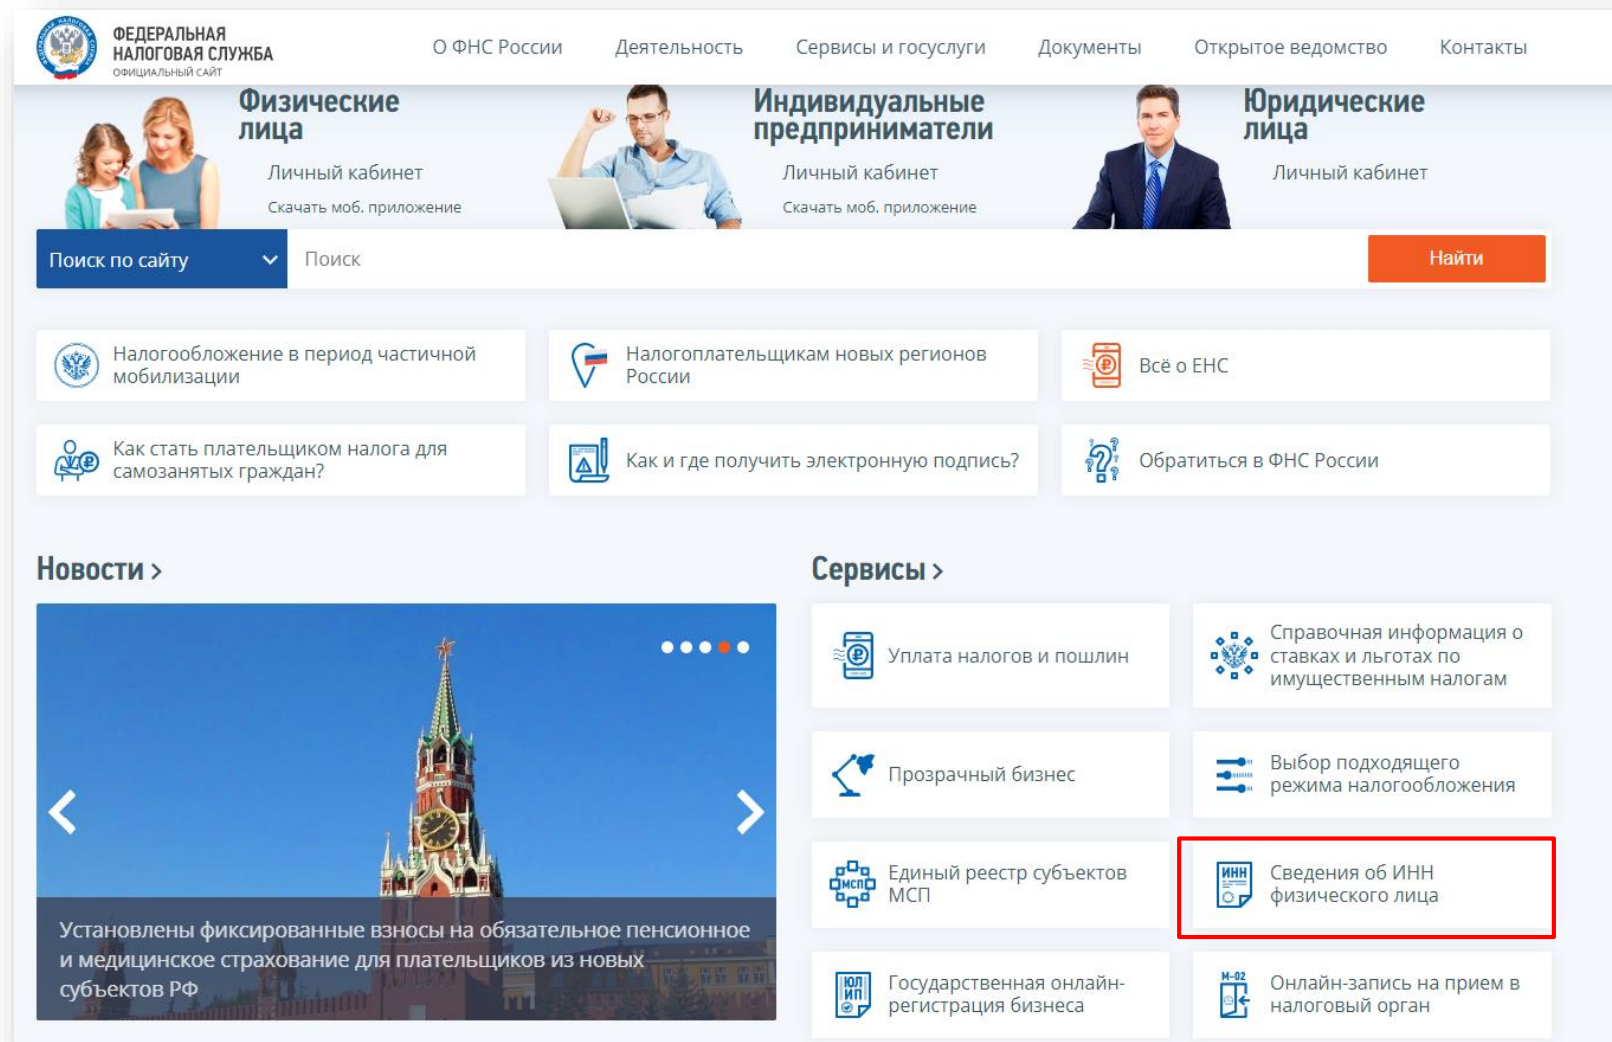 ФЕДЕРАЛЬНАЯ
НАЛОГОВАЯ СЛУЖБА
ОФИЦИАЛЬНЫЙ САЙТ
О ФНС России
Деятельность
Сервисы и госуслуги
Документы
Открытое ведомство
Контакты
Физические
лица
Личный кабинет
Скачать моб. приложение
Индивидуальные
предприниматели
Личный кабинет
Скачать моб. приложение
Юридические
лица
Личный кабинет
Поиск по сайту
Поиск
Найти
Налогообложение в период частичной
мобилизации
Налогоплательщикам новых регионов
России
Всё о ЕНС
Как стать плательщиком налога для
самозанятых граждан?
Как и где получить электронную подпись?
Обратиться в ФНС России
Новости >
Установлены фиксированные взносы на обязательное пенсионное
и медицинское страхование для плательщиков из новых
субъектов РФ
Сервисы >
Уплата налогов и пошлин
Справочная информация о
ставках и льготах по
имущественным налогам
Прозрачный бизнес
Выбор подходящего
режима налогообложения
МСП
Единый реестр субъектов
МСП
ИНН
Сведения об ИНН
физического лица
ЮЛ
ИП
Государственная онлайн-
регистрация бизнеса
М-02
Онлайн-запись на прием в
налоговый орган